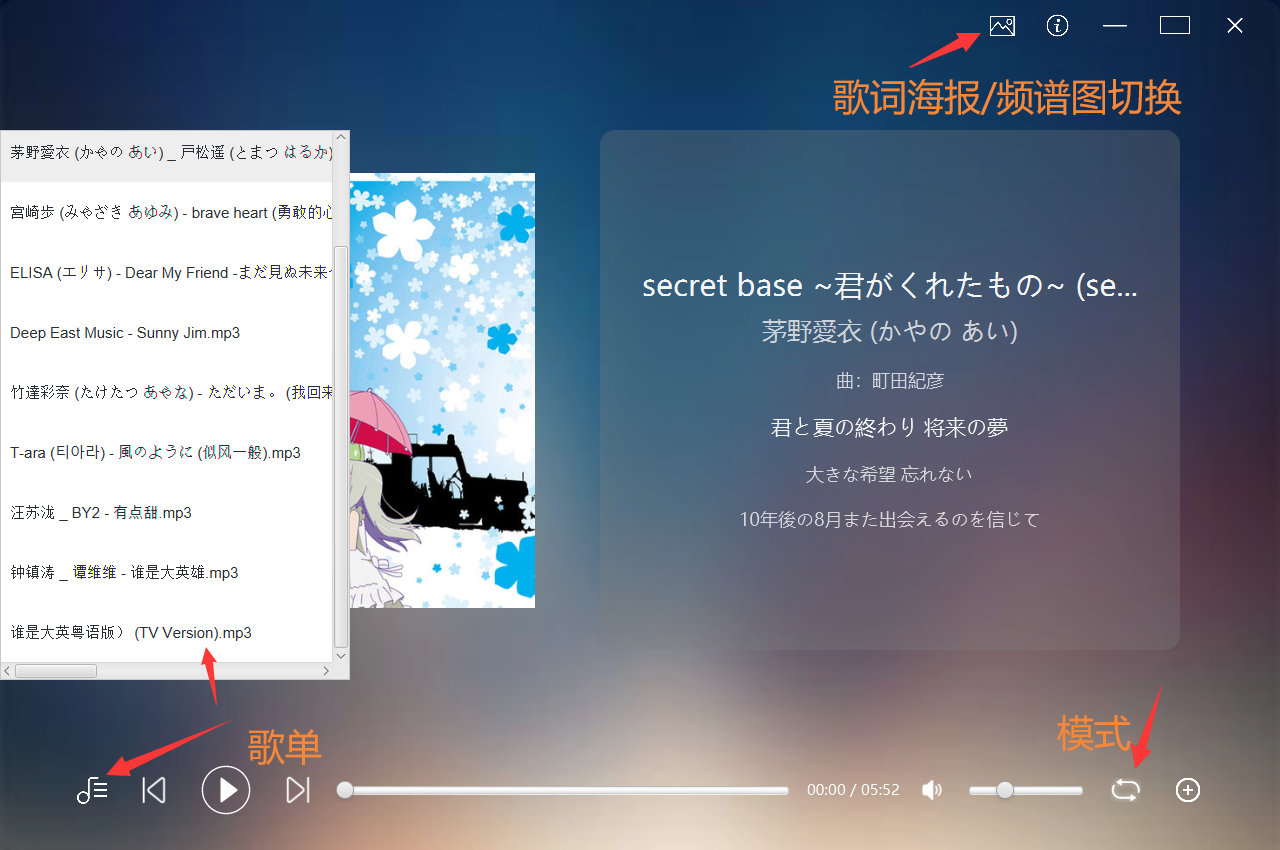 歌词海报/频谱图切换
茅野愛衣 (かやの あい) _ 戸松遥 (とまつ はるか)
宮崎歩 (みやざき あゆみ) - brave heart (勇敢的心
ELISA (エリサ) - Dear My Friend -まだ見ぬ未来
Deep East Music - Sunny Jim.mp3
竹達彩奈 (たけたつ あやな) - ただいま。 (我回来
T-ara (티아라) - 風のように (似风一般).mp3
汪苏泷 _ BY2 - 有点甜.mp3
钟镇涛 _ 谭维维 - 谁是大英雄.mp3
谁是大英粤语版） (TV Version).mp3
secret base ~君がくれたもの~ (se...
茅野愛衣 (かやの あい)
曲：町田紀彦
君と夏の終わり 将来の夢
大きな希望 忘れない
10年後の8月また出会えるのを信じて
歌单
模式
00:00 / 05:52